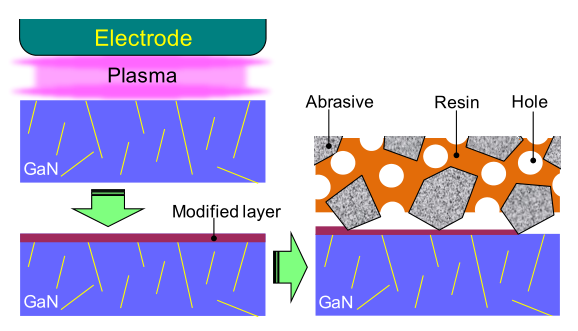 Electrode
Plasma
GaN
Modified layer
GaN
Abrasive
Resin
Hole
GaN